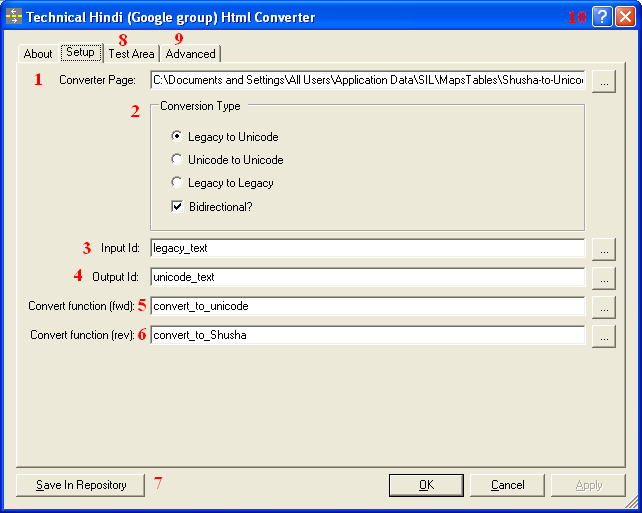 Technical Hindi (Google group) Html Converter 10 ?
8 9
About Setup Test Area Advanced
1 Converter Page: C:\Documents and Settings\All Users\Application Data\SIL\MapsTables\Shusha-to-Unico ...
2 Conversion Type
Legacy to Unicode
Unicode to Unicode
Legacy to Legacy
Bidirectional?
3 Input Id: legacy_text ...
4 Output Id: unicode_text ...
Convert function (fwd): 5 convert_to_unicode ...
Convert function (rev): 6 convert_to_Shusha ...
Save In Repository 7 OK Cancel Apply